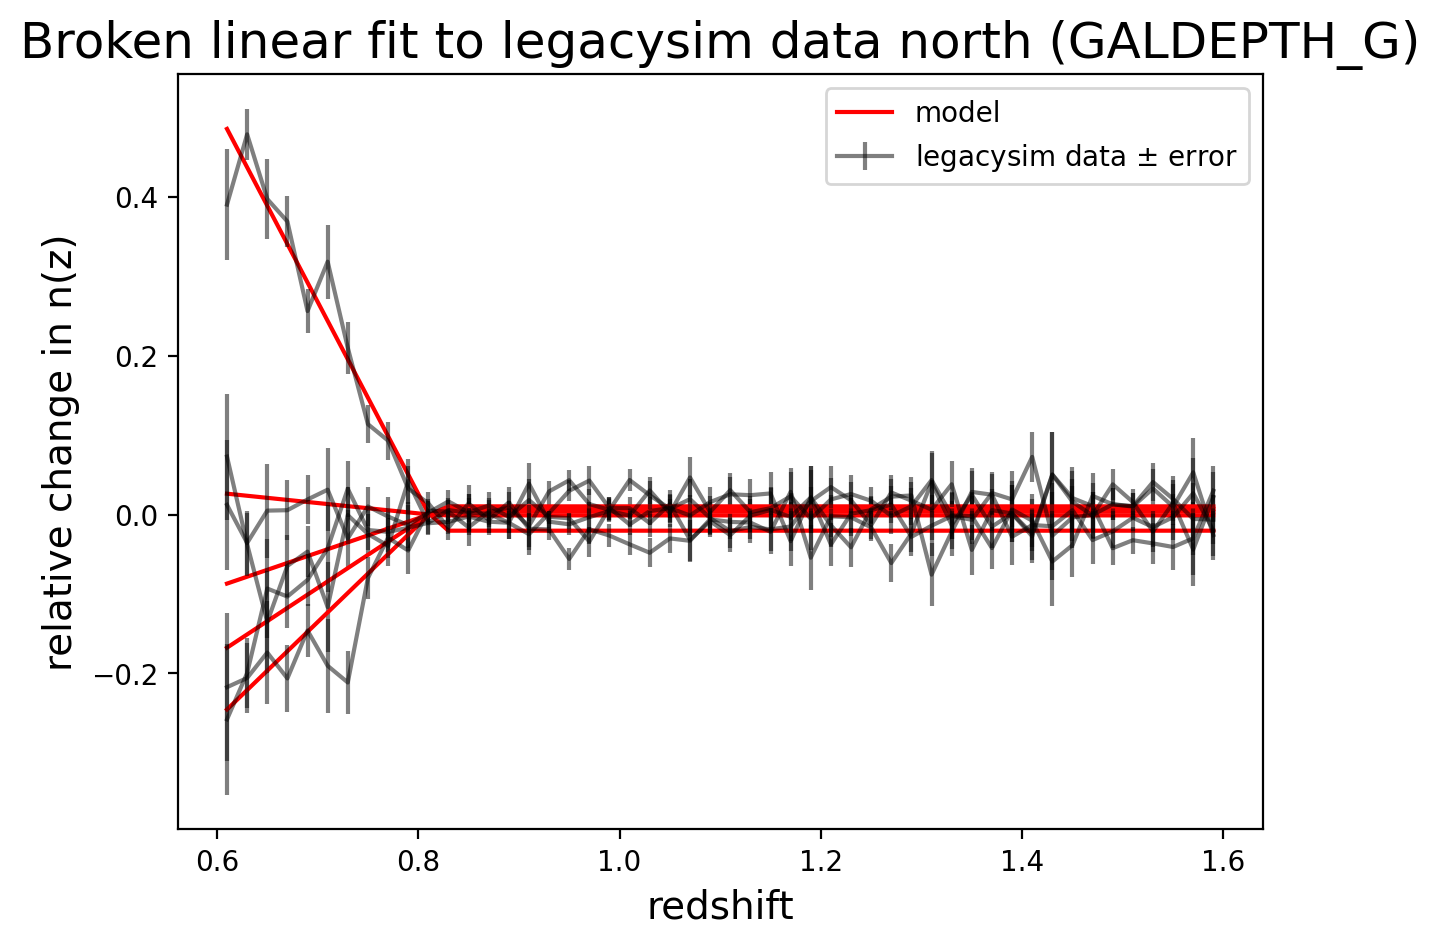 Broken linear fit to legacysim data north (GALDEPTH_G)
model
legacysim data ± error
relative change in n(z)
0.4
0.2
0.0
−0.2
0.6 0.8 1.0 1.2 1.4 1.6
redshift